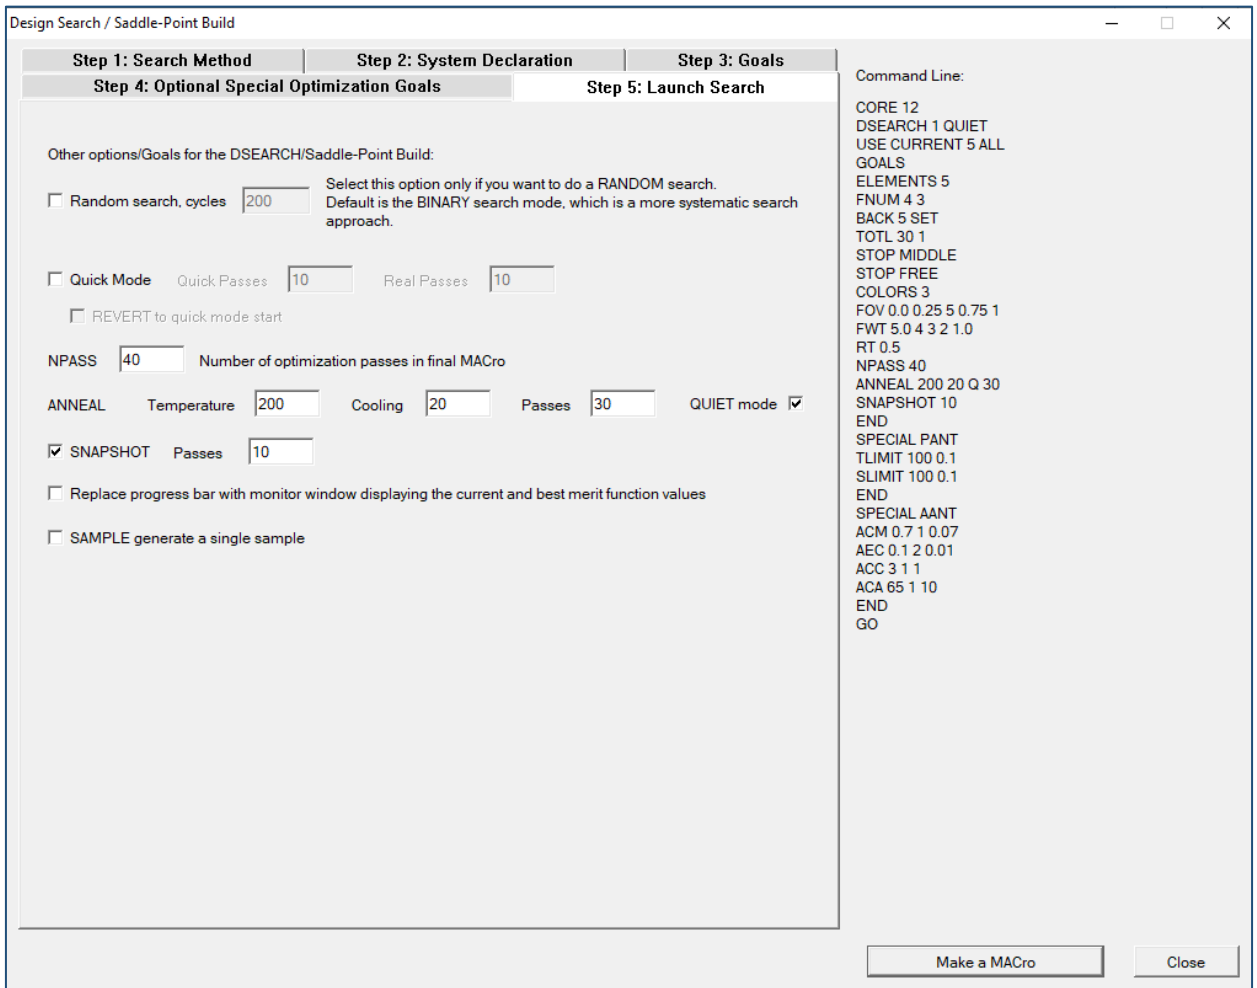 Design Search / Saddle-Point Build
Step 1: Search Method
Step 2: System Declaration
Step 3: Goals
Step 4: Optional Special Optimization Goals
Step 5: Launch Search
Other options/Goals for the DSEARCH/Saddle-Point Build:
Random search, cycles 200
Select this option only if you want to do a RANDOM search.
Default is the BINARY search mode, which is a more systematic search
approach.
Quick Mode Quick Passes 10 Real Passes 10
REVERT to quick mode start
NPASS 40 Number of optimization passes in final MACro
ANNEAL Temperature 200 Cooling 20 Passes 30 QUIET mode
SNAPSHOT Passes 10
Replace progress bar with monitor window displaying the current and best merit function values
SAMPLE generate a single sample
Command Line:
CORE 12
DSEARCH 1 QUIET
USE CURRENT 5 ALL
GOALS
ELEMENTS 5
FNUM 4 3
BACK 5 SET
TOTL 30 1
STOP MIDDLE
STOP FREE
COLORS 3
FOV 0.0 0.25 5 0.75 1
FWT 5.0 4 3 2 1.0
RT 0.5
NPASS 40
ANNEAL 200 20 Q 30
SNAPSHOT 10
END
SPECIAL PANT
TLIMIT 100 0.1
SLIMIT 100 0.1
END
SPECIAL AANT
ACM 0.7 1 0.07
AEC 0.1 2 0.01
ACC 3 1 1
ACA 65 1 10
END
GO
Make a MACro
Close